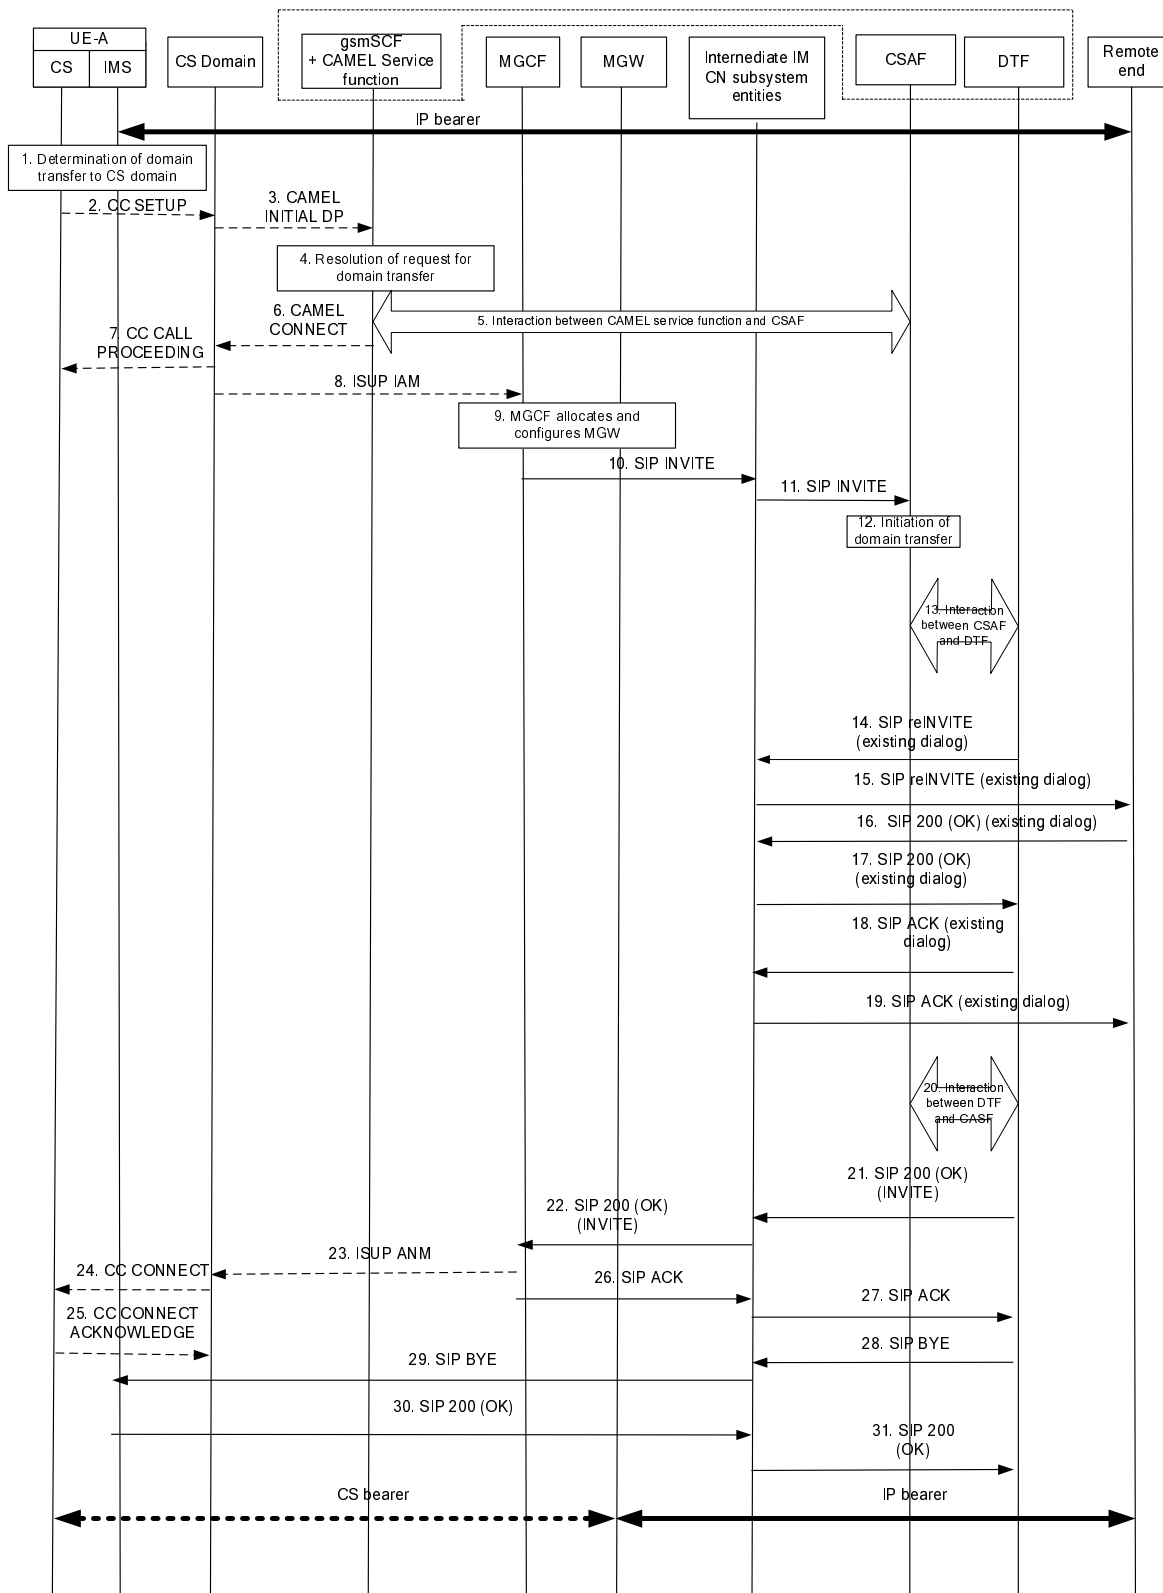 UE-A
CS
IMS
CS Domain
gsmSCF
+ CAMEL Service
function
MGCF
MGW
Internediate IM
CN subsystem
entities
CSAF
DTF
Remote
end
IP bearer
1. Determination of domain
transfer to CS domain
2. CC SETUP
3. CAMEL
INITIAL DP
4. Resolution of request for
domain transfer
5. Interaction between CAMEL service function and CSAF
6. CAMEL
CONNECT
7. CC CALL
PROCEEDING
8. ISUP IAM
9. MGCF allocates and
configures MGW
10. SIP INVITE
11. SIP INVITE
12. Initiation of
domain transfer
13. Interaction
between CSAF
and DTF
14. SIP reINVITE
(existing dialog)
15. SIP reINVITE (existing dialog)
16. SIP 200 (OK) (existing dialog)
17. SIP 200 (OK)
(existing dialog)
18. SIP ACK (existing
dialog)
19. SIP ACK (existing dialog)
20. Interaction
between DTF
and CASF
21. SIP 200 (OK)
(INVITE)
22. SIP 200 (OK)
(INVITE)
23. ISUP ANM
24. CC CONNECT
25. CC CONNECT
ACKNOWLEDGE
26. SIP ACK
27. SIP ACK
28. SIP BYE
29. SIP BYE
30. SIP 200 (OK)
31. SIP 200
(OK)
CS bearer
IP bearer